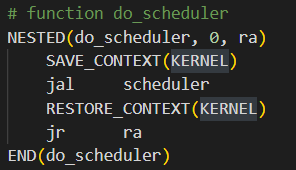 # function do_scheduler
NESTED(do_scheduler, 0, ra)
    SAVE_CONTEXT(KERNEL)
    jal     scheduler
    RESTORE_CONTEXT(KERNEL)
    jr      ra
END(do_scheduler)